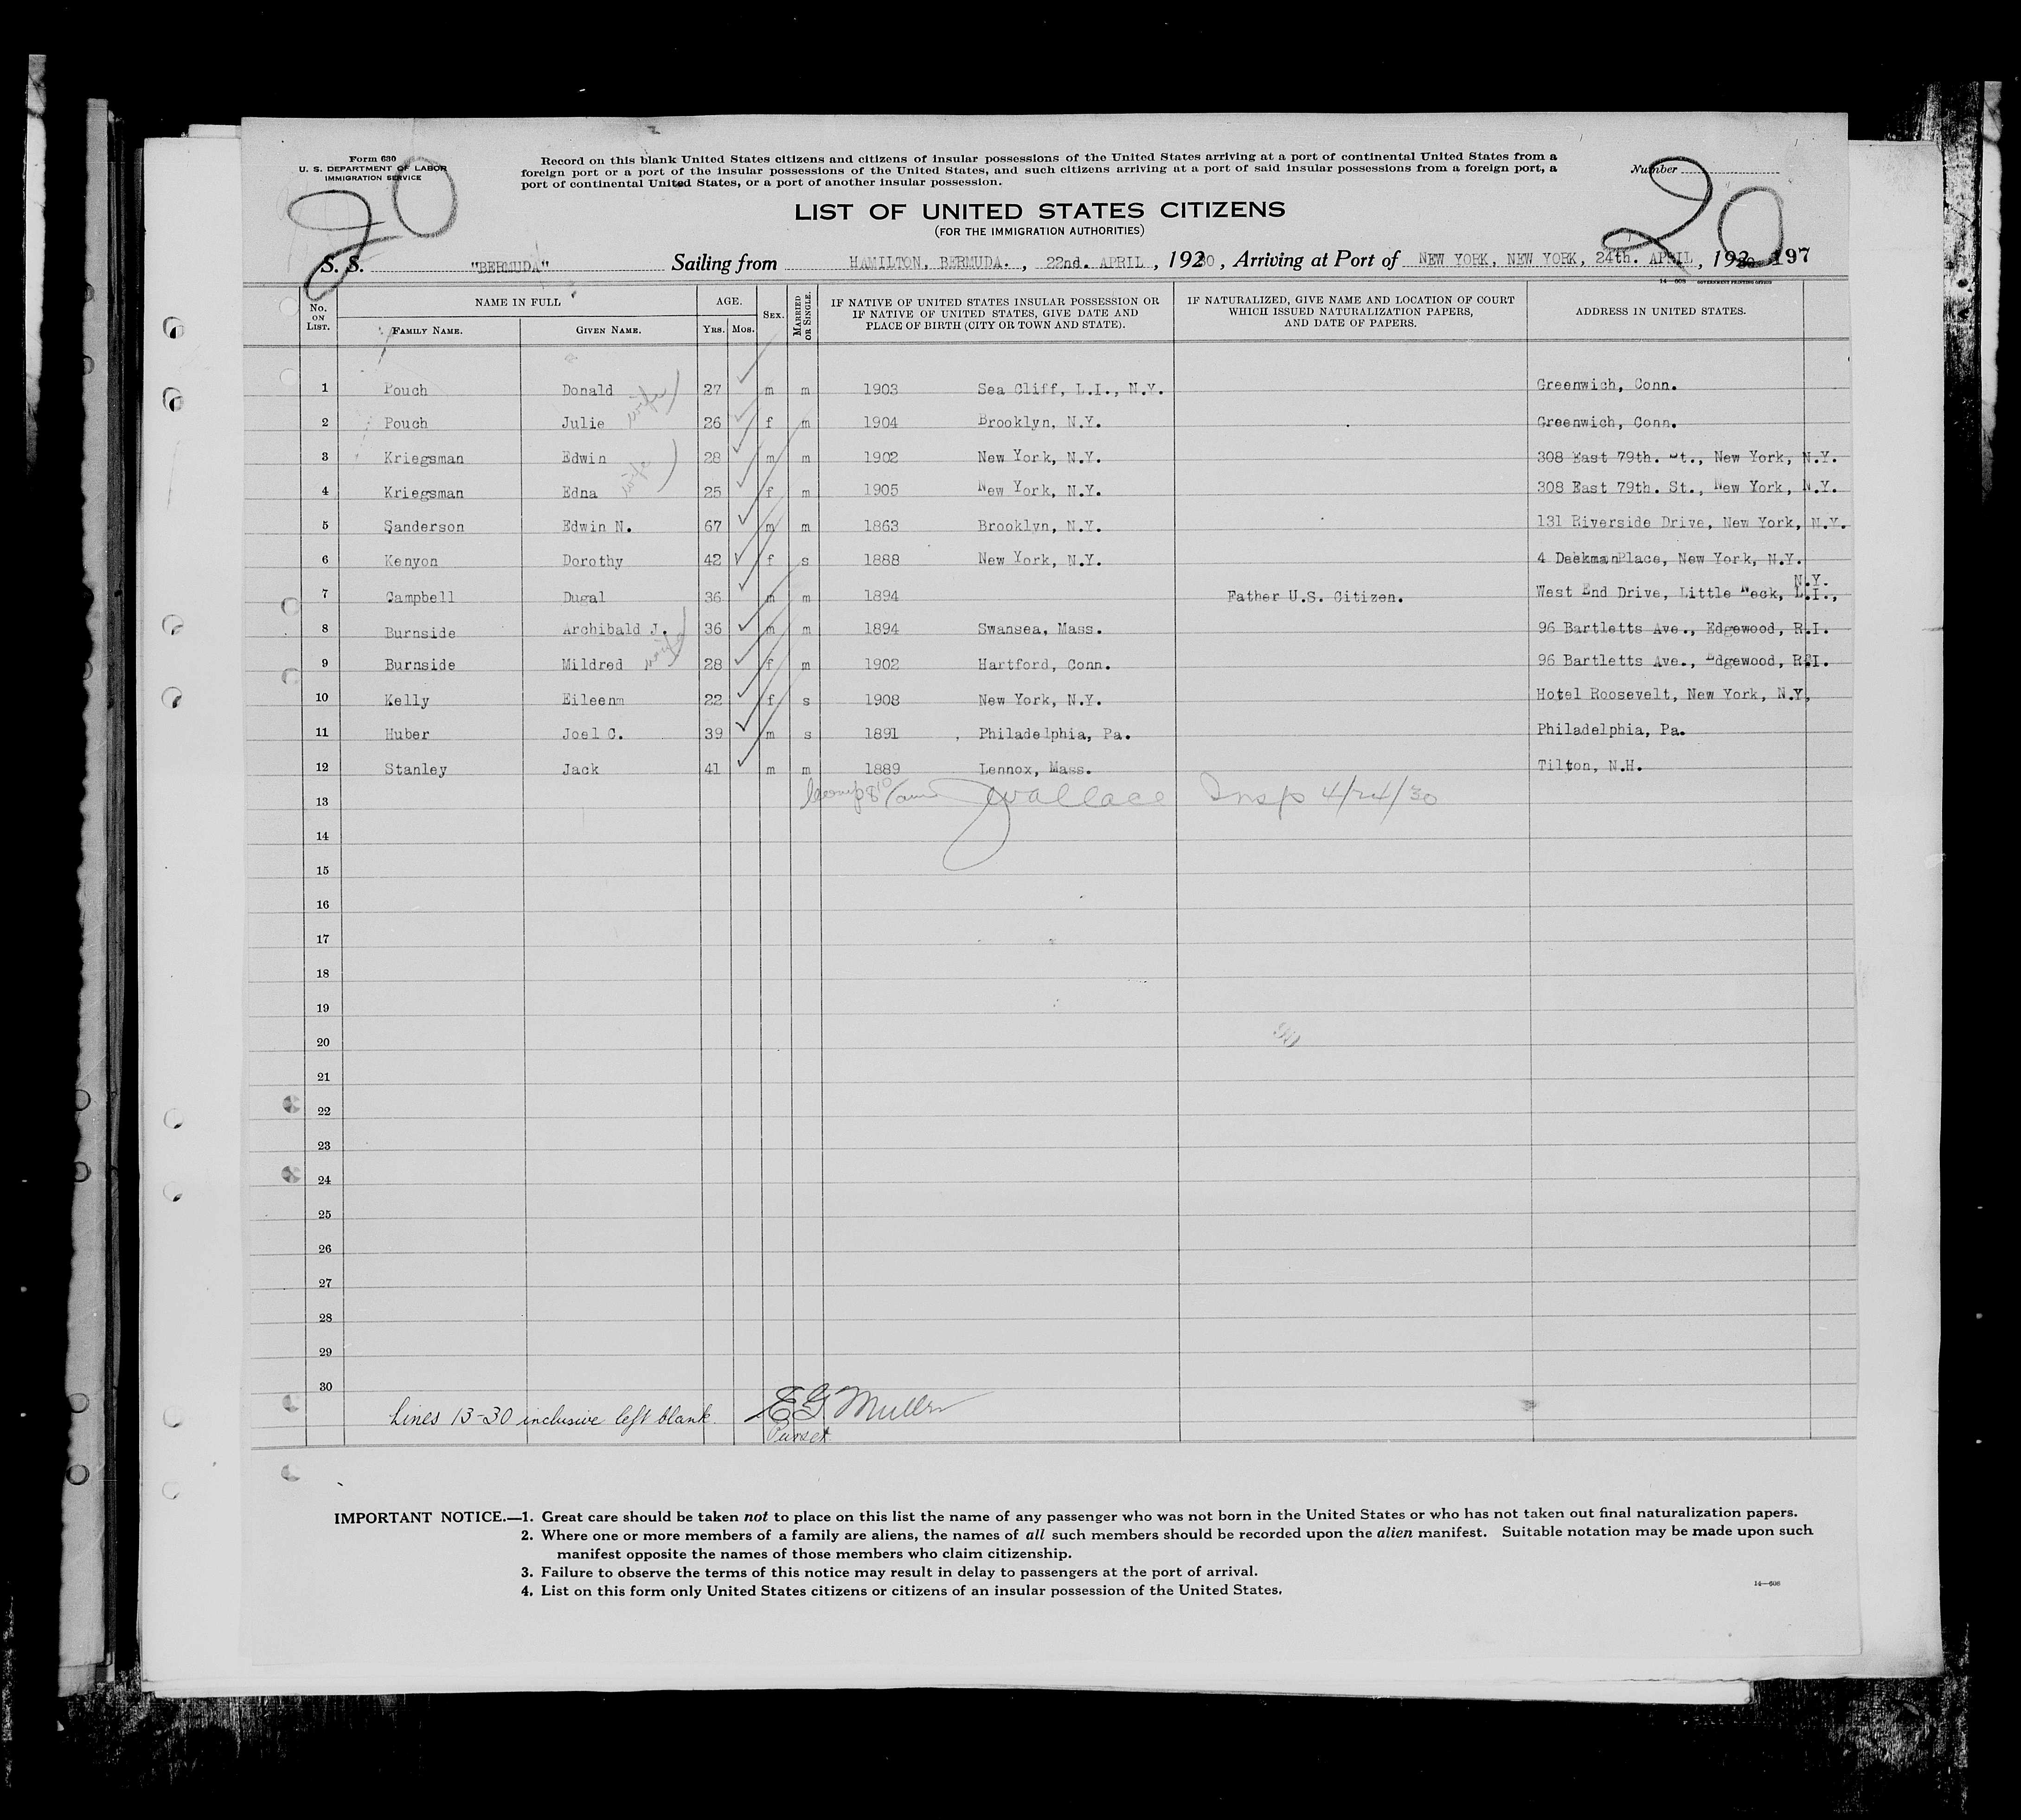 Form 630
U. S. DEPARTMENT OF LABOR
IMMIGRATION SERVICE
20
Record on this blank United States citizens and citizens of insular possessions of the United States arriving at a port of continental United States from a
foreign port or a port of the insular possessions of the United States, and such citizens arriving at a port of said insular possessions from a foreign port, a
port of continental United States, or a port of another insular possession.
Number
20
LIST OF UNITED STATES CITIZENS
(FOR THE IMMIGRATION AUTHORITIES)
S. S. "BERMUDA" Sailing from HAMILTON, BERMUDA. , 22nd. APRIL , 1930 , Arriving at Port of NEW YORK, NEW YORK, 24th. APRIL , 192 197
14—608 GOVERNMENT PRINTING OFFICE
No. ON LIST. NAME IN FULL AGE. SEX. MARRIED OR SINGLE. IF NATIVE OF UNITED STATES INSULAR POSSESSION OR IF NATIVE OF UNITED STATES, GIVE DATE AND PLACE OF BIRTH (CITY OR TOWN AND STATE). IF NATURALIZED, GIVE NAME AND LOCATION OF COURT WHICH ISSUED NATURALIZATION PAPERS, AND DATE OF PAPERS. ADDRESS IN UNITED STATES.
FAMILY NAME. GIVEN NAME. YRS. MOS.
1 Pouch Donald 27 m m 1903 Sea Cliff, L.I., N.Y. Greenwich, Conn.
2 Pouch Julie wife 26 f m 1904 Brooklyn, N.Y. Greenwich, Conn.
3 Kriegsman Edwin 28 m m 1902 New York, N.Y. 308 East 79th. St., New York, N.Y.
4 Kriegsman Edna wife 25 f m 1905 New York, N.Y. 308 East 79th. St., New York, N.Y.
5 Sanderson Edwin N. 67 m m 1863 Brooklyn, N.Y. 131 Riverside Drive, New York, N.Y.
6 Kenyon Dorothy 42 f s 1888 New York, N.Y. 4 Place, New York, N.Y.
7 Campbell Dugal 36 m m 1894 Father U.S. Citizen. West End Drive, Little Neck, L.I., N.Y.
8 Burnside Archibald J. 36 m m 1894 Swansea, Mass. 96 Bartletts Ave., Edgewood, R.I.
9 Burnside Mildred wife 28 f m 1902 Hartford, Conn. 96 Bartletts Ave., Edgewood, R.I.
10 Kelly Eileenm 22 f s 1908 New York, N.Y. Hotel Roosevelt, New York, N.Y,
11 Huber Joel C. 39 m s 1891 Philadelphia, Pa. Philadelphia, Pa.
12 Stanley Jack 41 m m 1889 Lennox, Mass. Tilton, N.H.
13 Wallace Insp 4/24/30
14
15
16
17
18
19
20
21
22
23
24
25
26
27
28
29
30
Lines 13-30 inclusive left blank. E G Muller
Purser
IMPORTANT NOTICE.—1. Great care should be taken not to place on this list the name of any passenger who was not born in the United States or who has not taken out final naturalization papers.
2. Where one or more members of a family are aliens, the names of all such members should be recorded upon the alien manifest. Suitable notation may be made upon such
manifest opposite the names of those members who claim citizenship.
3. Failure to observe the terms of this notice may result in delay to passengers at the port of arrival.
4. List on this form only United States citizens or citizens of an insular possession of the United States.
14—608